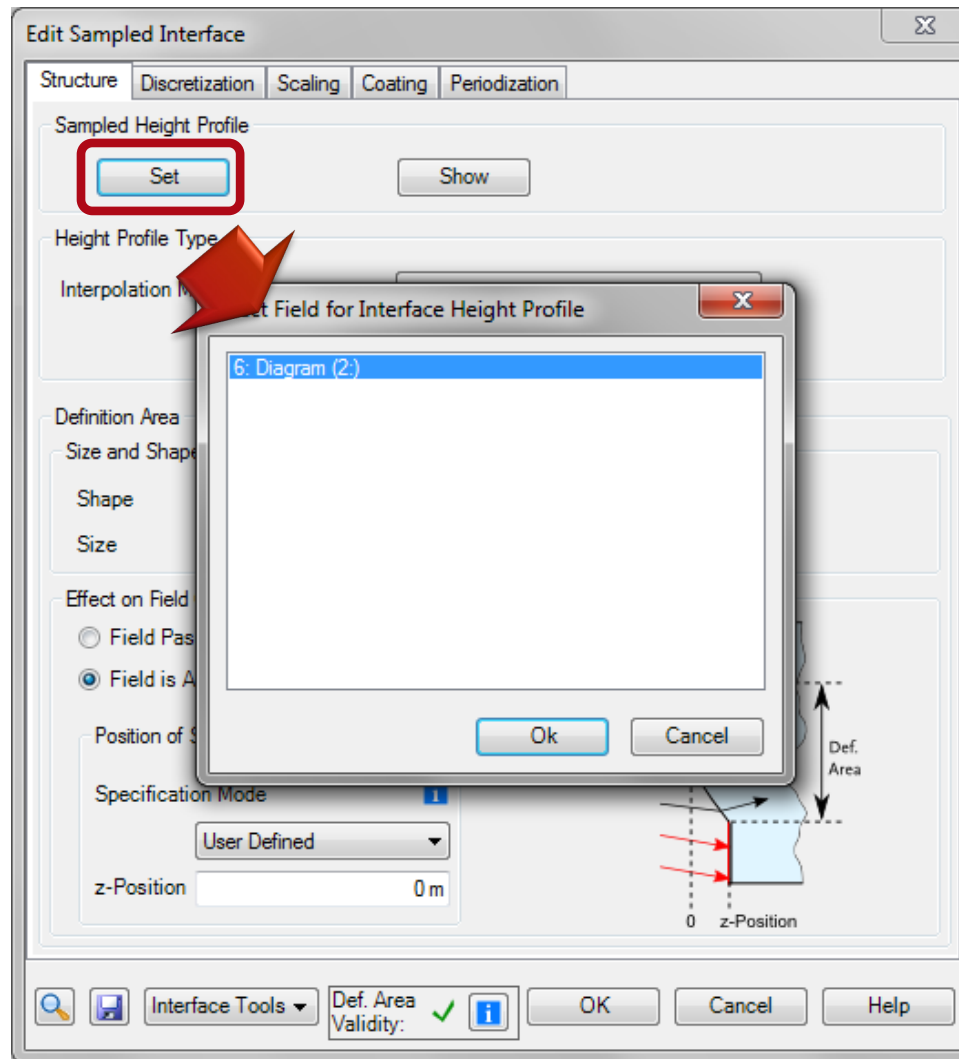 Edit Sampled Interface
Structure Discretization Scaling Coating Periodization
Sampled Height Profile
Set Show
Height Profile Type
Interpolation
Field for Interface Height Profile
6: Diagram (2:)
Definition Area
Size and Shape
Shape
Size
Effect on Field
Field Pas
Field is A
Ok Cancel
Position of
Def.
Area
Specification Mode
User Defined
z-Position 0 m
0 z-Position
Interface Tools Def. Area
Validity: OK Cancel Help